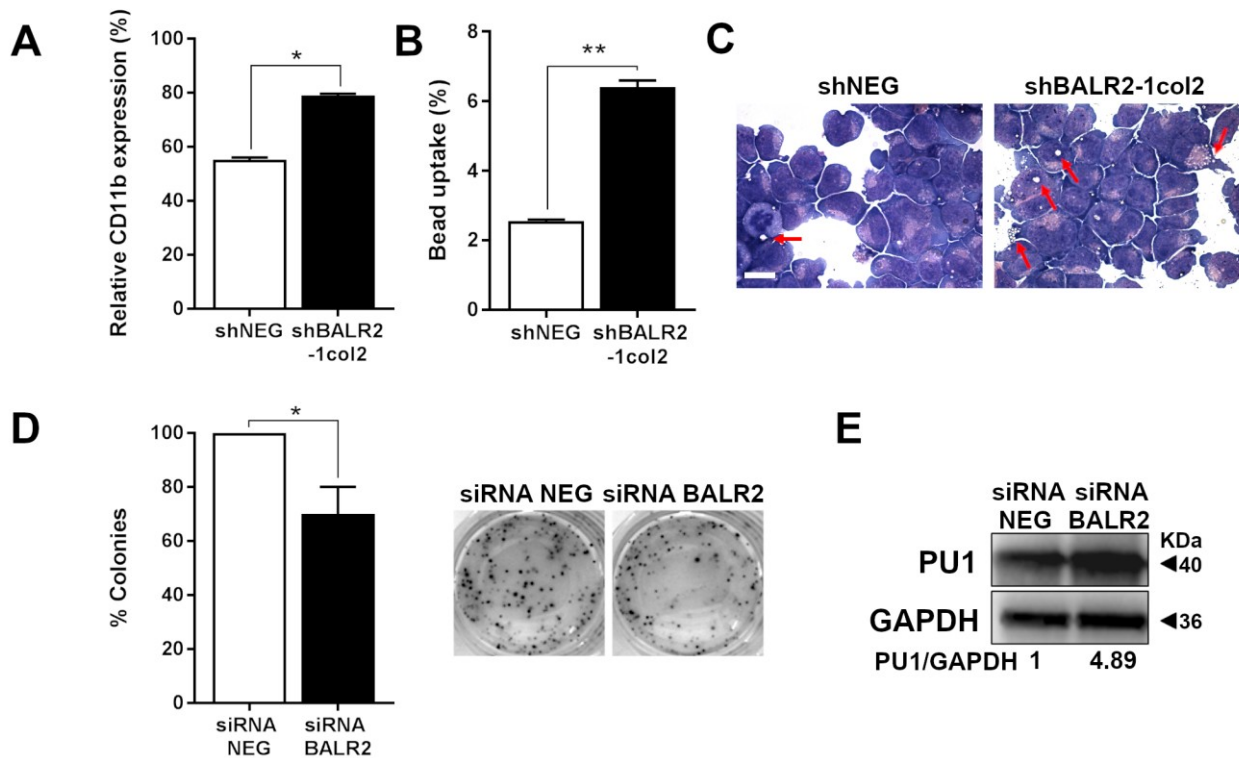 A
Relative CD11b expression (%)
100
80
60
40
20
0
*
shNEG
shBALR2
-1col2
B
Bead uptake (%)
8
6
4
2
0
**
shNEG
shBALR2
-1col2
C
shNEG
shBALR2-1col2
D
% Colonies
100
80
60
40
20
0
*
siRNA
NEG
siRNA
BALR2
siRNA NEG
siRNA BALR2
E
siRNA
NEG
siRNA
BALR2
KDa
PU1
40
GAPDH
36
PU1/GAPDH 1 4.89